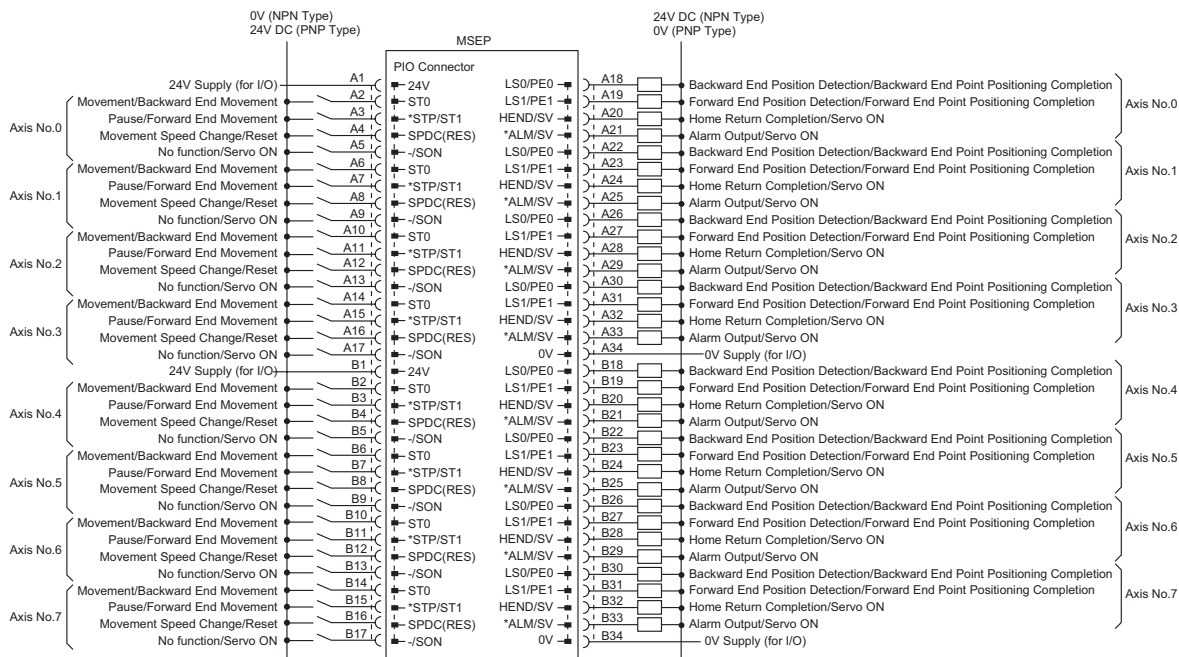 0V (NPN Type)
24V DC (PNP Type)
24V DC (NPN Type)
0V (PNP Type)
MSEP
PIO Connector
24V Supply (for I/O) A1 24V LS0/PE0 A18 Backward End Position Detection/Backward End Point Positioning Completion
Movement/Backward End Movement A2 ST0 LS1/PE1 A19 Forward End Position Detection/Forward End Point Positioning Completion
Axis No.0
Axis No.0
Pause/Forward End Movement A3 *STP/ST1 HEND/SV A20 Home Return Completion/Servo ON
Movement Speed Change/Reset A4 SPDC(RES) *ALM/SV A21 Alarm Output/Servo ON
No function/Servo ON A5 -/SON LS0/PE0 A22 Backward End Position Detection/Backward End Point Positioning Completion
Movement/Backward End Movement A6 ST0 LS1/PE1 A23 Forward End Position Detection/Forward End Point Positioning Completion
Axis No.1
Axis No.1
Pause/Forward End Movement A7 *STP/ST1 HEND/SV A24 Home Return Completion/Servo ON
Movement Speed Change/Reset A8 SPDC(RES) *ALM/SV A25 Alarm Output/Servo ON
No function/Servo ON A9 -/SON LS0/PE0 A26 Backward End Position Detection/Backward End Point Positioning Completion
Movement/Backward End Movement A10 ST0 LS1/PE1 A27 Forward End Position Detection/Forward End Point Positioning Completion
Axis No.2
Axis No.2
Pause/Forward End Movement A11 *STP/ST1 HEND/SV A28 Home Return Completion/Servo ON
Movement Speed Change/Reset A12 SPDC(RES) *ALM/SV A29 Alarm Output/Servo ON
No function/Servo ON A13 -/SON LS0/PE0 A30 Backward End Position Detection/Backward End Point Positioning Completion
Movement/Backward End Movement A14 ST0 LS1/PE1 A31 Forward End Position Detection/Forward End Point Positioning Completion
Axis No.3
Axis No.3
Pause/Forward End Movement A15 *STP/ST1 HEND/SV A32 Home Return Completion/Servo ON
Movement Speed Change/Reset A16 SPDC(RES) *ALM/SV A33 Alarm Output/Servo ON
No function/Servo ON A17 -/SON 0V A34 0V Supply (for I/O)
24V Supply (for I/O) B1 24V LS0/PE0 B18 Backward End Position Detection/Backward End Point Positioning Completion
Movement/Backward End Movement B2 ST0 LS1/PE1 B19 Forward End Position Detection/Forward End Point Positioning Completion
Axis No.4
Axis No.4
Pause/Forward End Movement B3 *STP/ST1 HEND/SV B20 Home Return Completion/Servo ON
Movement Speed Change/Reset B4 SPDC(RES) *ALM/SV B21 Alarm Output/Servo ON
No function/Servo ON B5 -/SON LS0/PE0 B22 Backward End Position Detection/Backward End Point Positioning Completion
Movement/Backward End Movement B6 ST0 LS1/PE1 B23 Forward End Position Detection/Forward End Point Positioning Completion
Axis No.5
Axis No.5
Pause/Forward End Movement B7 *STP/ST1 HEND/SV B24 Home Return Completion/Servo ON
Movement Speed Change/Reset B8 SPDC(RES) *ALM/SV B25 Alarm Output/Servo ON
No function/Servo ON B9 -/SON LS0/PE0 B26 Backward End Position Detection/Backward End Point Positioning Completion
Movement/Backward End Movement B10 ST0 LS1/PE1 B27 Forward End Position Detection/Forward End Point Positioning Completion
Axis No.6
Axis No.6
Pause/Forward End Movement B11 *STP/ST1 HEND/SV B28 Home Return Completion/Servo ON
Movement Speed Change/Reset B12 SPDC(RES) *ALM/SV B29 Alarm Output/Servo ON
No function/Servo ON B13 -/SON LS0/PE0 B30 Backward End Position Detection/Backward End Point Positioning Completion
Movement/Backward End Movement B14 ST0 LS1/PE1 B31 Forward End Position Detection/Forward End Point Positioning Completion
Axis No.7
Axis No.7
Pause/Forward End Movement B15 *STP/ST1 HEND/SV B32 Home Return Completion/Servo ON
Movement Speed Change/Reset B16 SPDC(RES) *ALM/SV B33 Alarm Output/Servo ON
No function/Servo ON B17 -/SON 0V B34 0V Supply (for I/O)